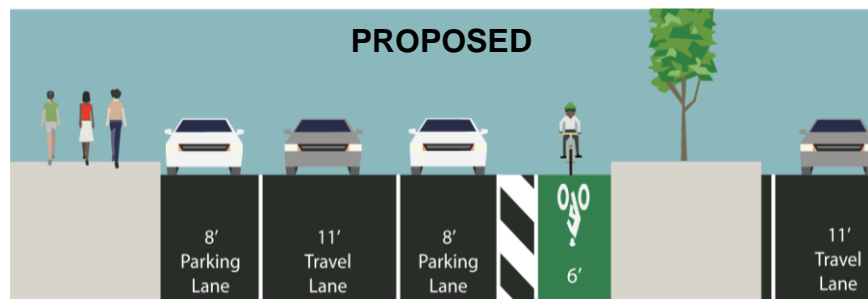 PROPOSED
8'
Parking
Lane
11'
Travel
Lane
8'
Parking
Lane
6'
11'
Travel
Lane